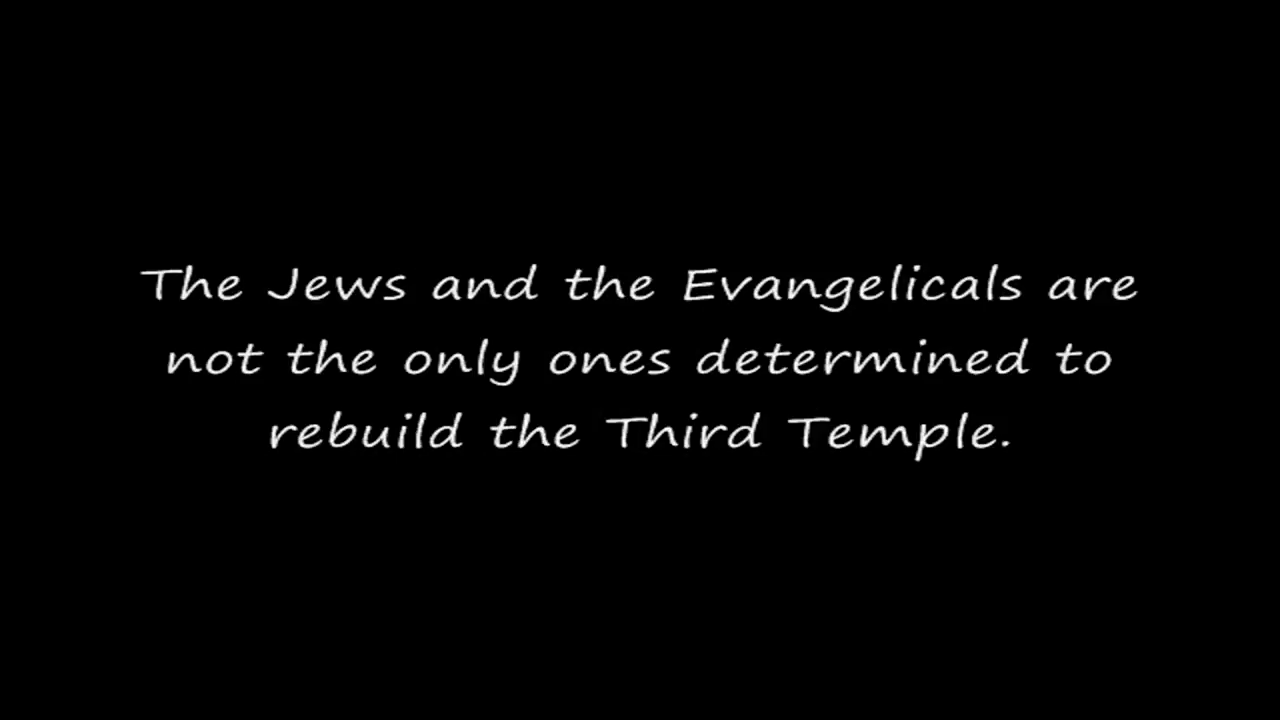 The Jews and the Evangelicals are
not the only ones determined to
rebuild the Third Temple.